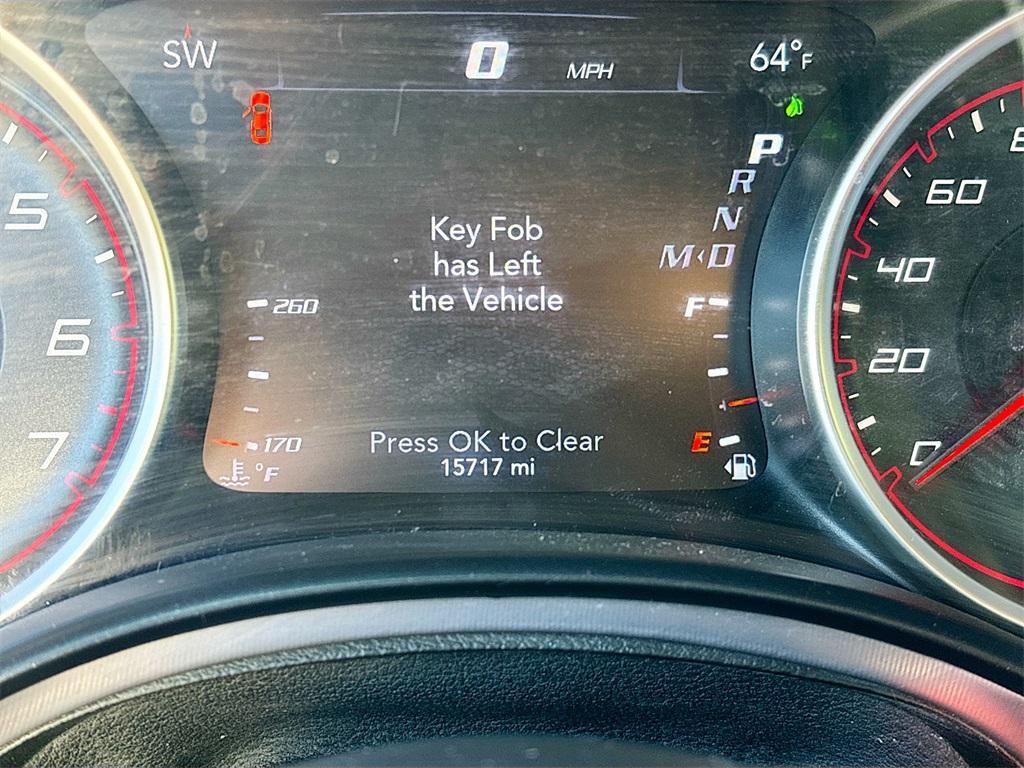 SW
0 MPH
64°F
P
R
N
M‹D
5
6
7
Key Fob
has Left
the Vehicle
260
170
°F
F
E
Press OK to Clear
15717 mi
60
40
20
0